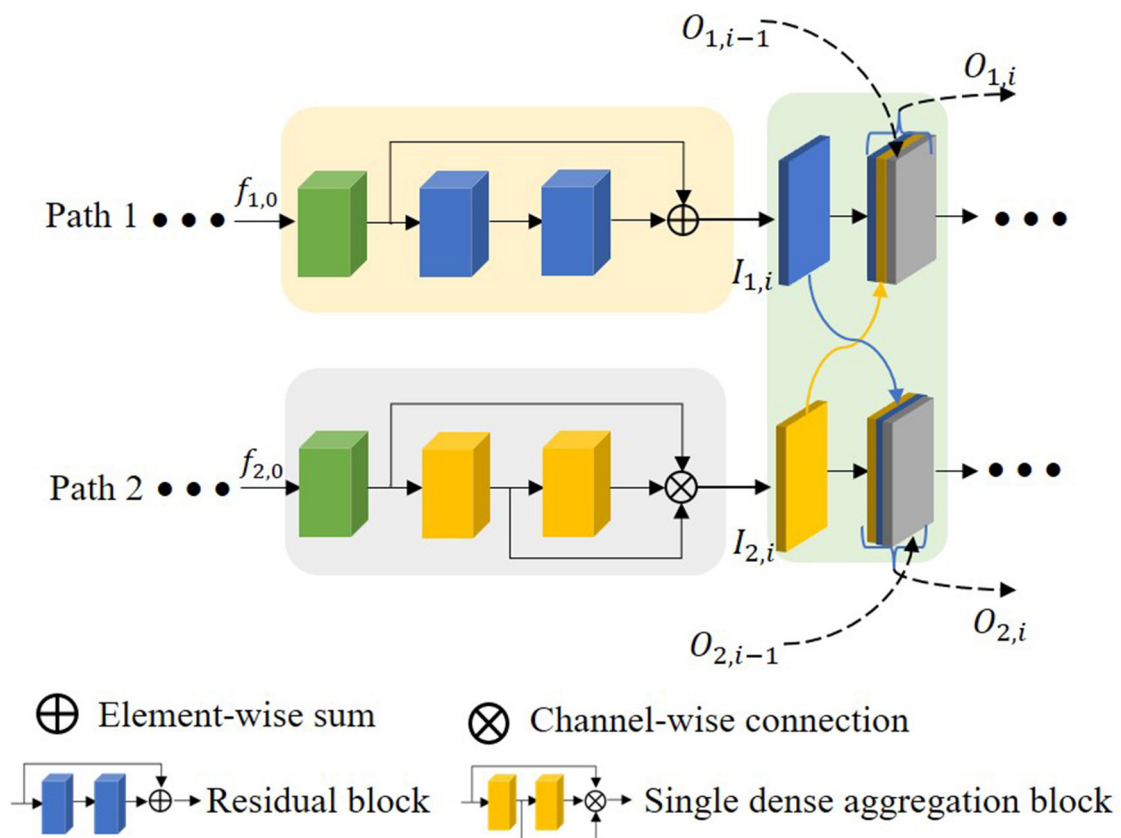 O₁,ᵢ₋₁
O₁,ᵢ
Path 1 ••• f₁,₀
I₁,ᵢ
•••
Path 2 ••• f₂,₀
I₂,ᵢ
•••
O₂,ᵢ₋₁
O₂,ᵢ
⊕ Element-wise sum
⊗ Channel-wise connection
Residual block
Single dense aggregation block